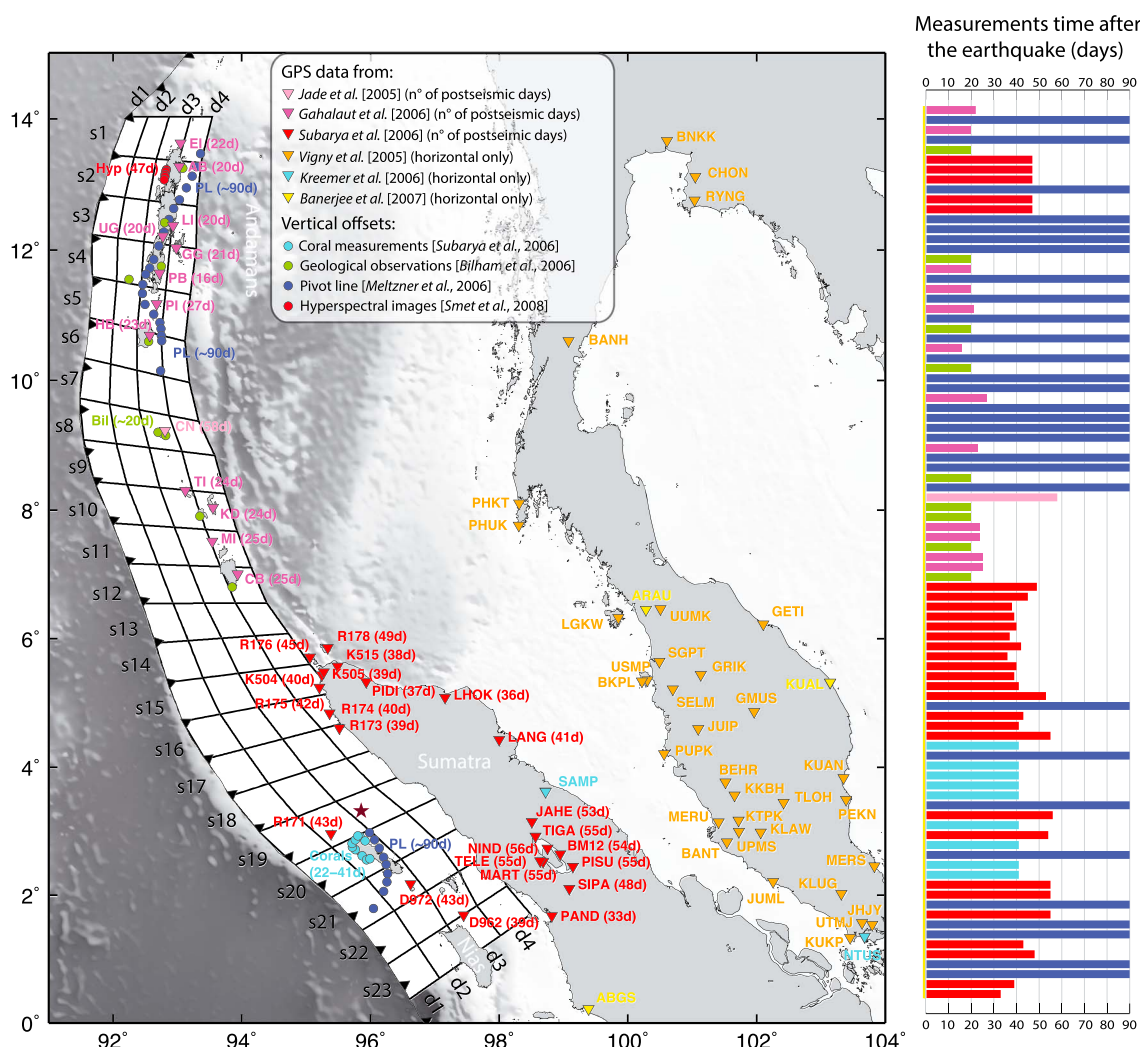 Measurements time after
the earthquake (days)
0 10 20 30 40 50 60 70 80 90
GPS data from:
Jade et al. [2005] (n° of postseismic days)
Gahalaut et al. [2006] (n° of postseismic days)
Subarya et al. [2006] (n° of postseimic days)
Vigny et al. [2005] (horizontal only)
Kreemer et al. [2006] (horizontal only)
Banerjee et al. [2007] (horizontal only)
Vertical offsets:
Coral measurements [Subarya et al., 2006]
Geological observations [Bilham et al., 2006]
Pivot line [Meltzner et al., 2006]
Hyperspectral images [Smet et al., 2008]
d1
d2
d3
d4
14°
12°
10°
8°
6°
4°
2°
0°
s1
s2
s3
s4
s5
s6
s7
s8
s9
s10
s11
s12
s13
s14
s15
s16
s17
s18
s19
s20
s21
s22
s23
EI (22d)
Hyp (47d)
AB (20d)
PL (~90d)
Andamans
LI (20d)
UG (20d)
GG (21d)
PB (16d)
PI (27d)
HB (23d)
PL (~90d)
Bil (~20d)
CN (58d)
TI (24d)
KD (24d)
MI (25d)
CB (25d)
BNKK
CHON
RYNG
BANH
PHKT
PHUK
ARAU
UUMK
GETI
LGKW
R178 (49d)
R176 (45d)
K515 (38d)
K505 (39d)
K504 (40d)
PIDI (37d)
LHOK (36d)
R175 (42d)
R174 (40d)
R173 (39d)
LANG (41d)
USMP
SGPT
GRIK
BKPL
SELM
GMUS
KUAL
JUIP
PUPK
Sumatra
SAMP
BEHR
KKBH
TLOH
KUAN
PEKN
MERU
KTPK
KLAW
UPMS
BANT
MERS
KLUG
JUML
JHJY
UTMJ
KUKP
NTUS
R171 (43d)
JAHE (53d)
TIGA (55d)
NIND (56d)
BM12 (54d)
TELE (55d)
PISU (55d)
MART (55d)
SIPA (48d)
PL (~90d)
Corals
(22–41d)
D972 (43d)
D962 (39d)
PAND (33d)
Nias
ABGS
d4
d3
d2
d1
92° 94° 96° 98° 100° 102° 104°
0 10 20 30 40 50 60 70 80 90